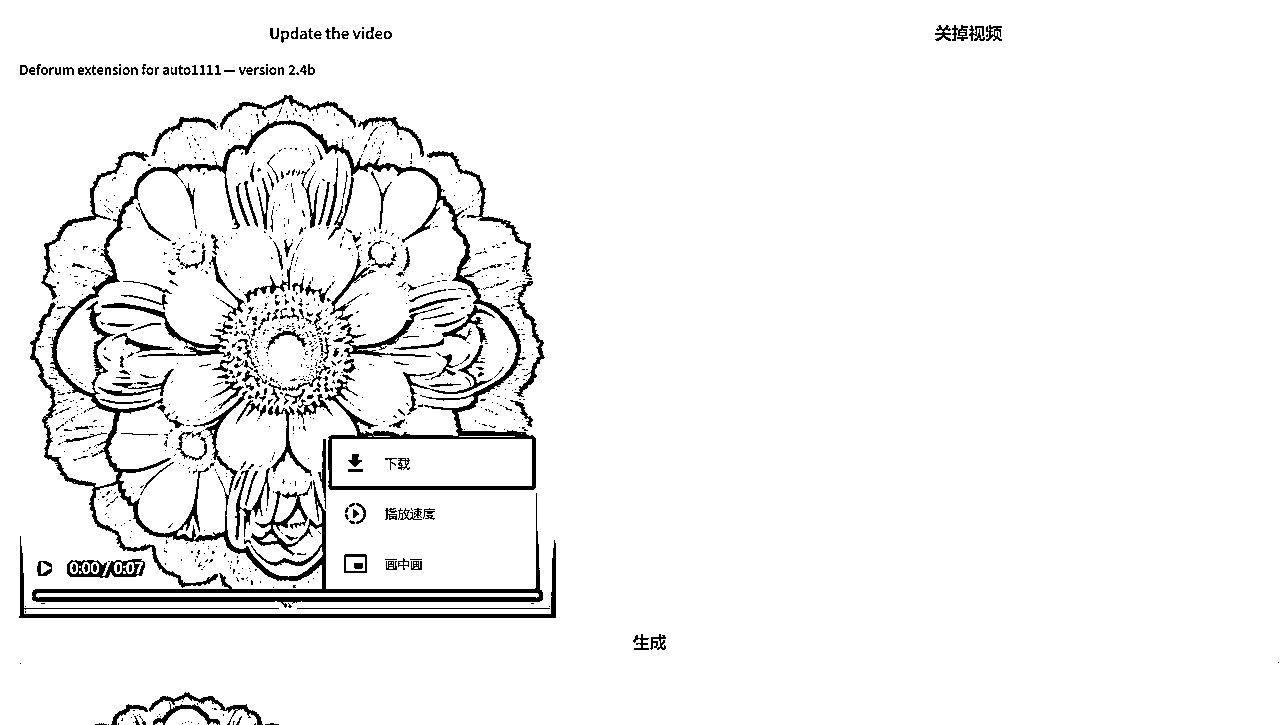 Update the video
关掉视频
Deforum extension for auto1111 — version 2.4b
下载
播放速度
画中画
0:00 / 0:07
生成